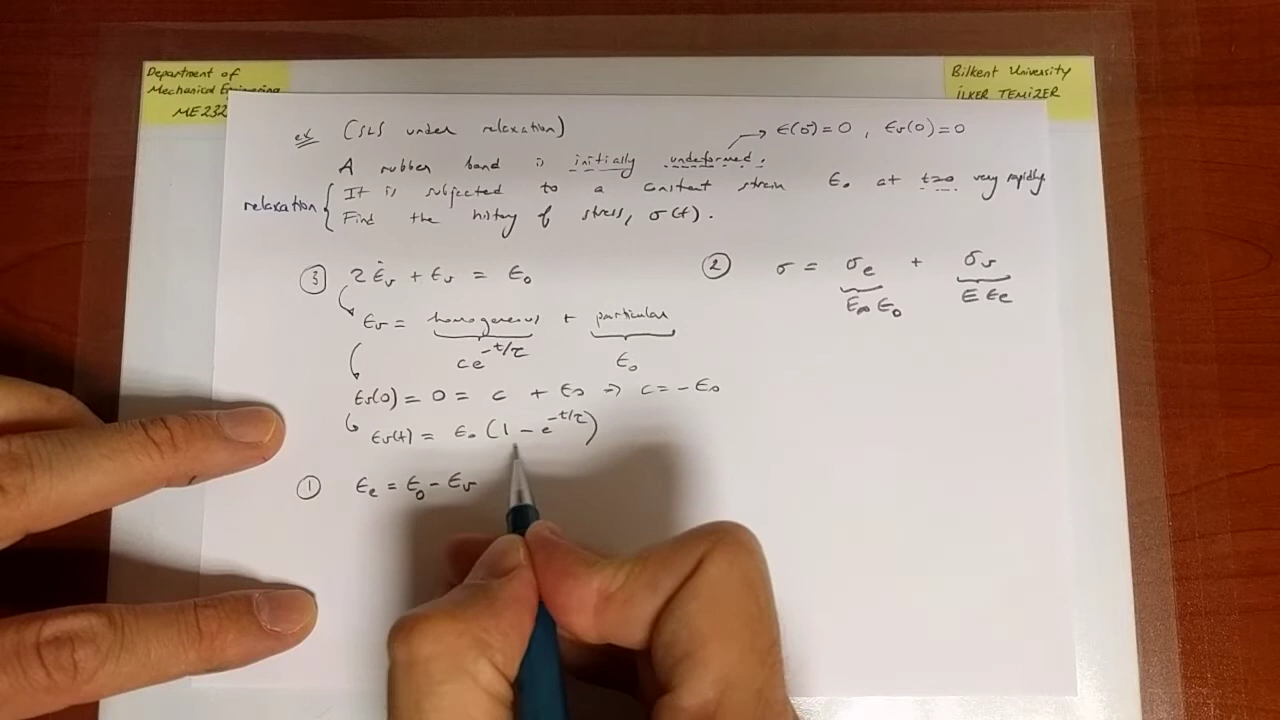 Department of
Mechanical Engineering
ME232
Bilkent University
İLKER TEMİZER
ex (SLS under relaxation)
→ ϵ(0⁻)=0 , ϵv(0)=0
A rubber band is initially undeformed.
relaxation { It is subjected to a constant strain ϵ₀ at t=0 very rapidly.
Find the history of stress, σ(t).
③ τ ϵ̇v + ϵv = ϵ₀
ϵv = homogeneous + particular
ce^(-t/τ) ϵ₀
ϵv(0) = 0 = c + ϵ₀ ⇒ c = -ϵ₀
ϵv(t) = ϵ₀ (1 - e^(-t/τ))
① ϵe = ϵ₀ - ϵv
② σ = σe + σv
E∞ ϵ₀ E ϵe